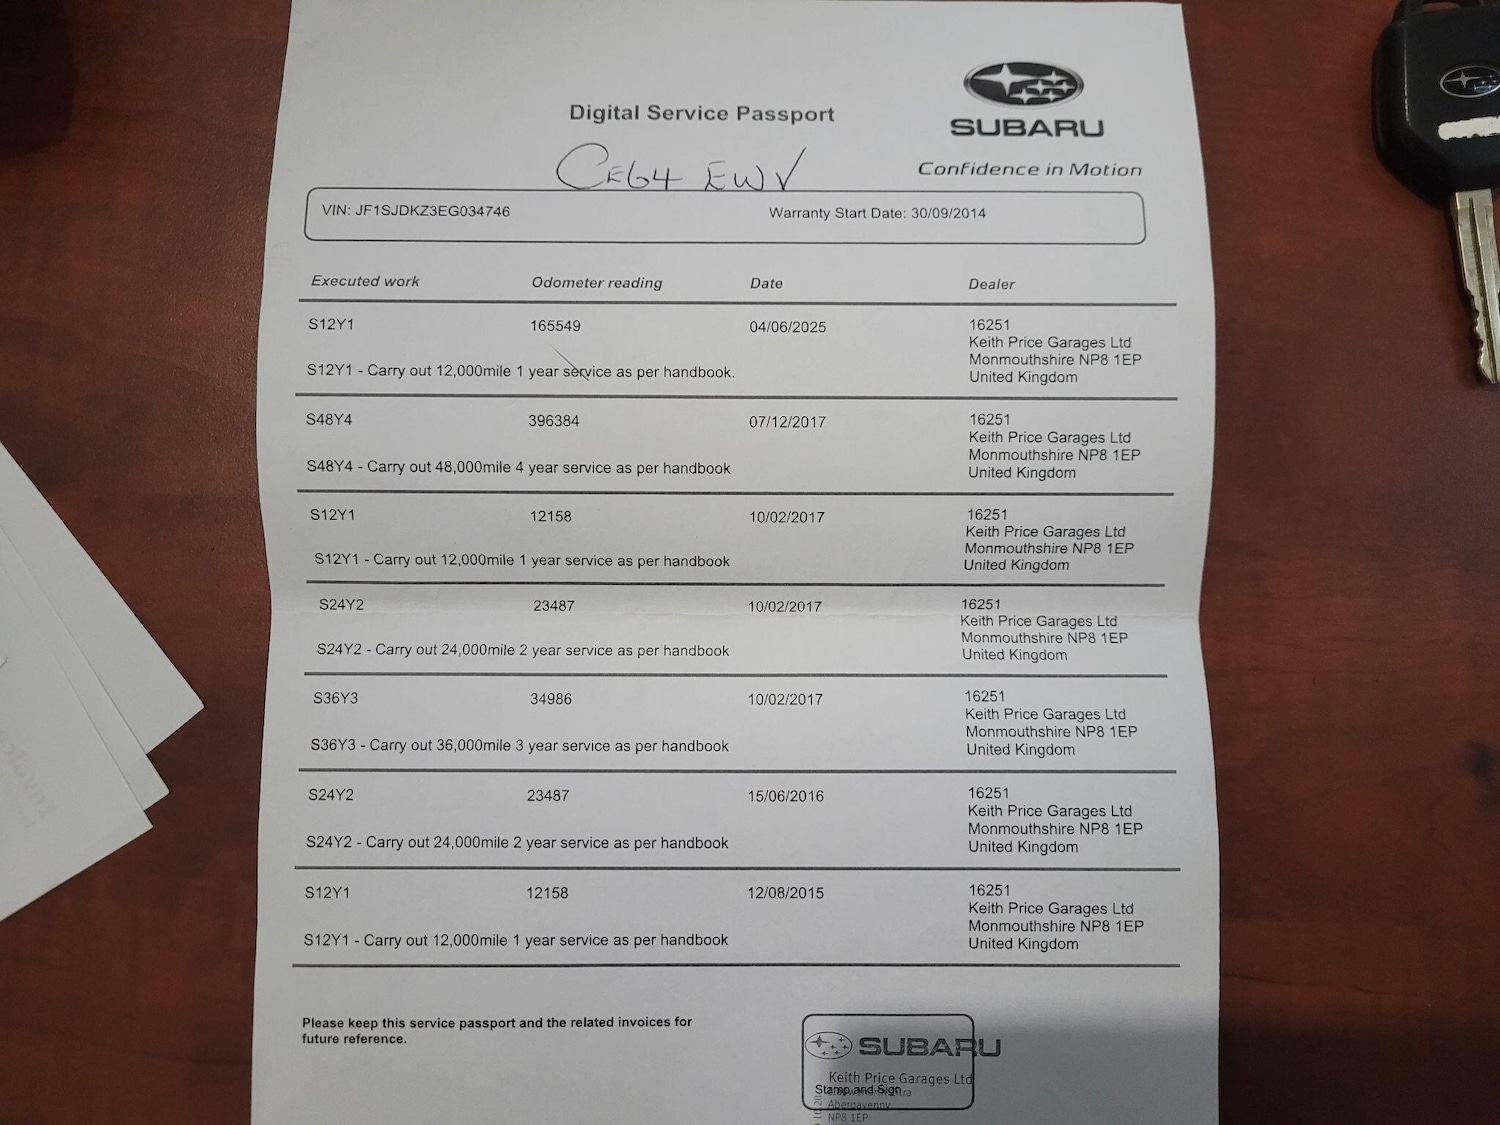 Digital Service Passport
SUBARU
Confidence in Motion
CE64 EWV
VIN: JF1SJDKZ3EG034746 Warranty Start Date: 30/09/2014
Executed work Odometer reading Date Dealer
S12Y1 165549 04/06/2025 16251
Keith Price Garages Ltd
Monmouthshire NP8 1EP
United Kingdom
S12Y1 - Carry out 12,000mile 1 year service as per handbook.
S48Y4 396384 07/12/2017 16251
Keith Price Garages Ltd
Monmouthshire NP8 1EP
United Kingdom
S48Y4 - Carry out 48,000mile 4 year service as per handbook
S12Y1 12158 10/02/2017 16251
Keith Price Garages Ltd
Monmouthshire NP8 1EP
United Kingdom
S12Y1 - Carry out 12,000mile 1 year service as per handbook
S24Y2 23487 10/02/2017 16251
Keith Price Garages Ltd
Monmouthshire NP8 1EP
United Kingdom
S24Y2 - Carry out 24,000mile 2 year service as per handbook
S36Y3 34986 10/02/2017 16251
Keith Price Garages Ltd
Monmouthshire NP8 1EP
United Kingdom
S36Y3 - Carry out 36,000mile 3 year service as per handbook
S24Y2 23487 15/06/2016 16251
Keith Price Garages Ltd
Monmouthshire NP8 1EP
United Kingdom
S24Y2 - Carry out 24,000mile 2 year service as per handbook
S12Y1 12158 12/08/2015 16251
Keith Price Garages Ltd
Monmouthshire NP8 1EP
United Kingdom
S12Y1 - Carry out 12,000mile 1 year service as per handbook
Please keep this service passport and the related invoices for
future reference.
SUBARU
Keith Price Garages Ltd
Stamp and Sign
Abergavenny
NP8 1EP